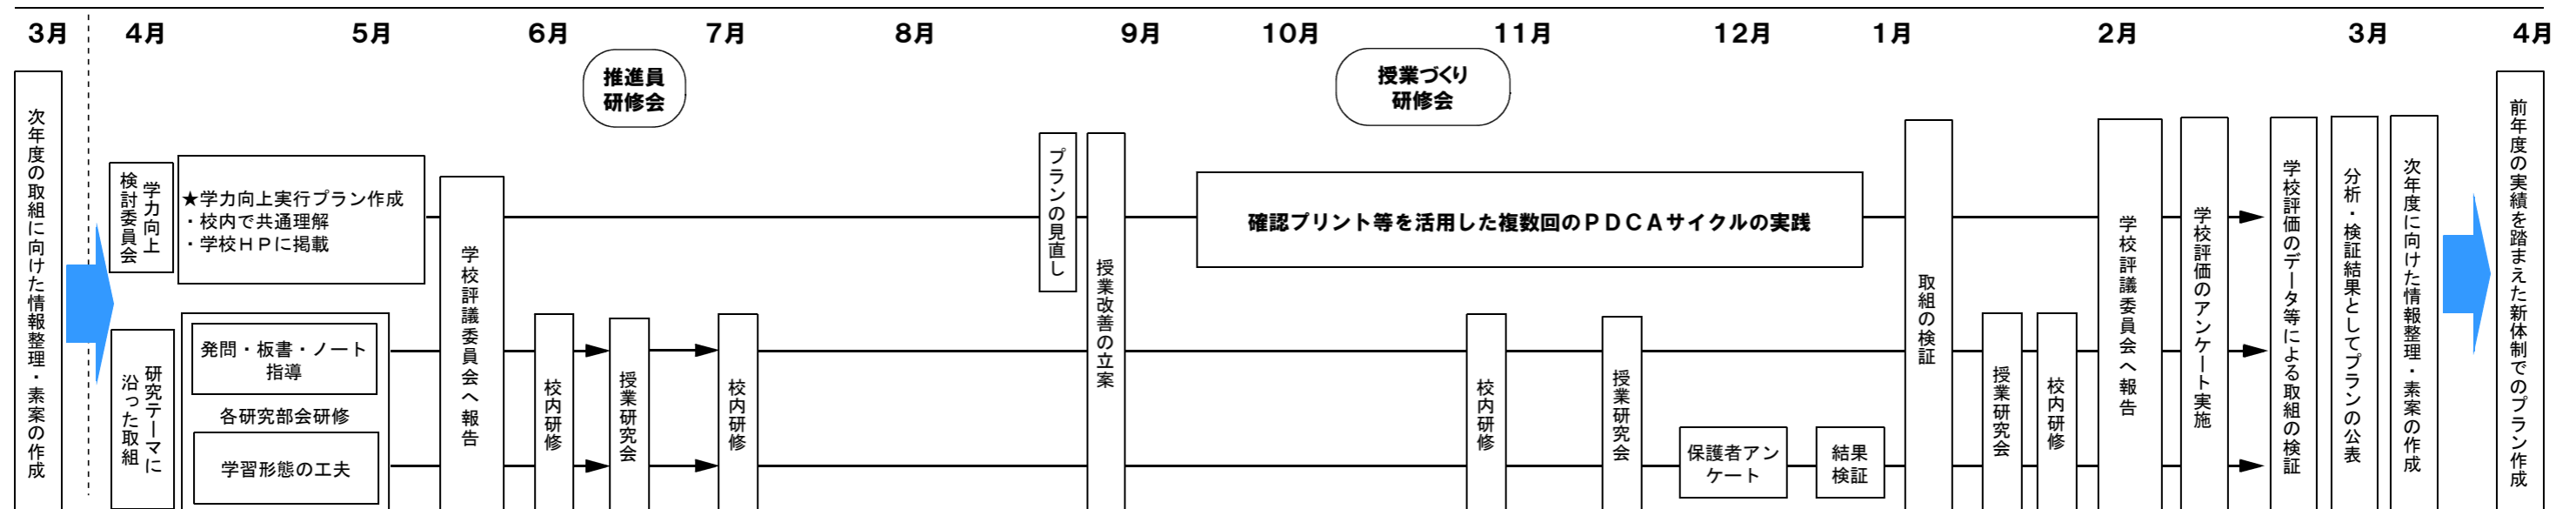 3月 4月 5月 6月 7月 8月 9月 10月 11月 12月 1月 2月 3月 4月
推進員
研修会
授業づくり
研修会
次年度の取組に向けた情報整理・素案の作成
学力向上
検討委員会
★学力向上実行プラン作成
・校内で共通理解
・学校HPに掲載
研究テーマに
沿った取組
発問・板書・ノート
指導
各研究部会研修
学習形態の工夫
学校評議委員会へ報告
校内研修
授業研究会
校内研修
プランの見直し
授業改善の立案
確認プリント等を活用した複数回のPDCAサイクルの実践
校内研修
授業研究会
保護者アン
ケート
結果
検証
取組の検証
授業研究会
校内研修
学校評議委員会へ報告
学校評価のアンケート実施
学校評価のデータ等による取組の検証
分析・検証結果としてプランの公表
次年度に向けた情報整理・素案の作成
前年度の実績を踏まえた新体制でのプラン作成